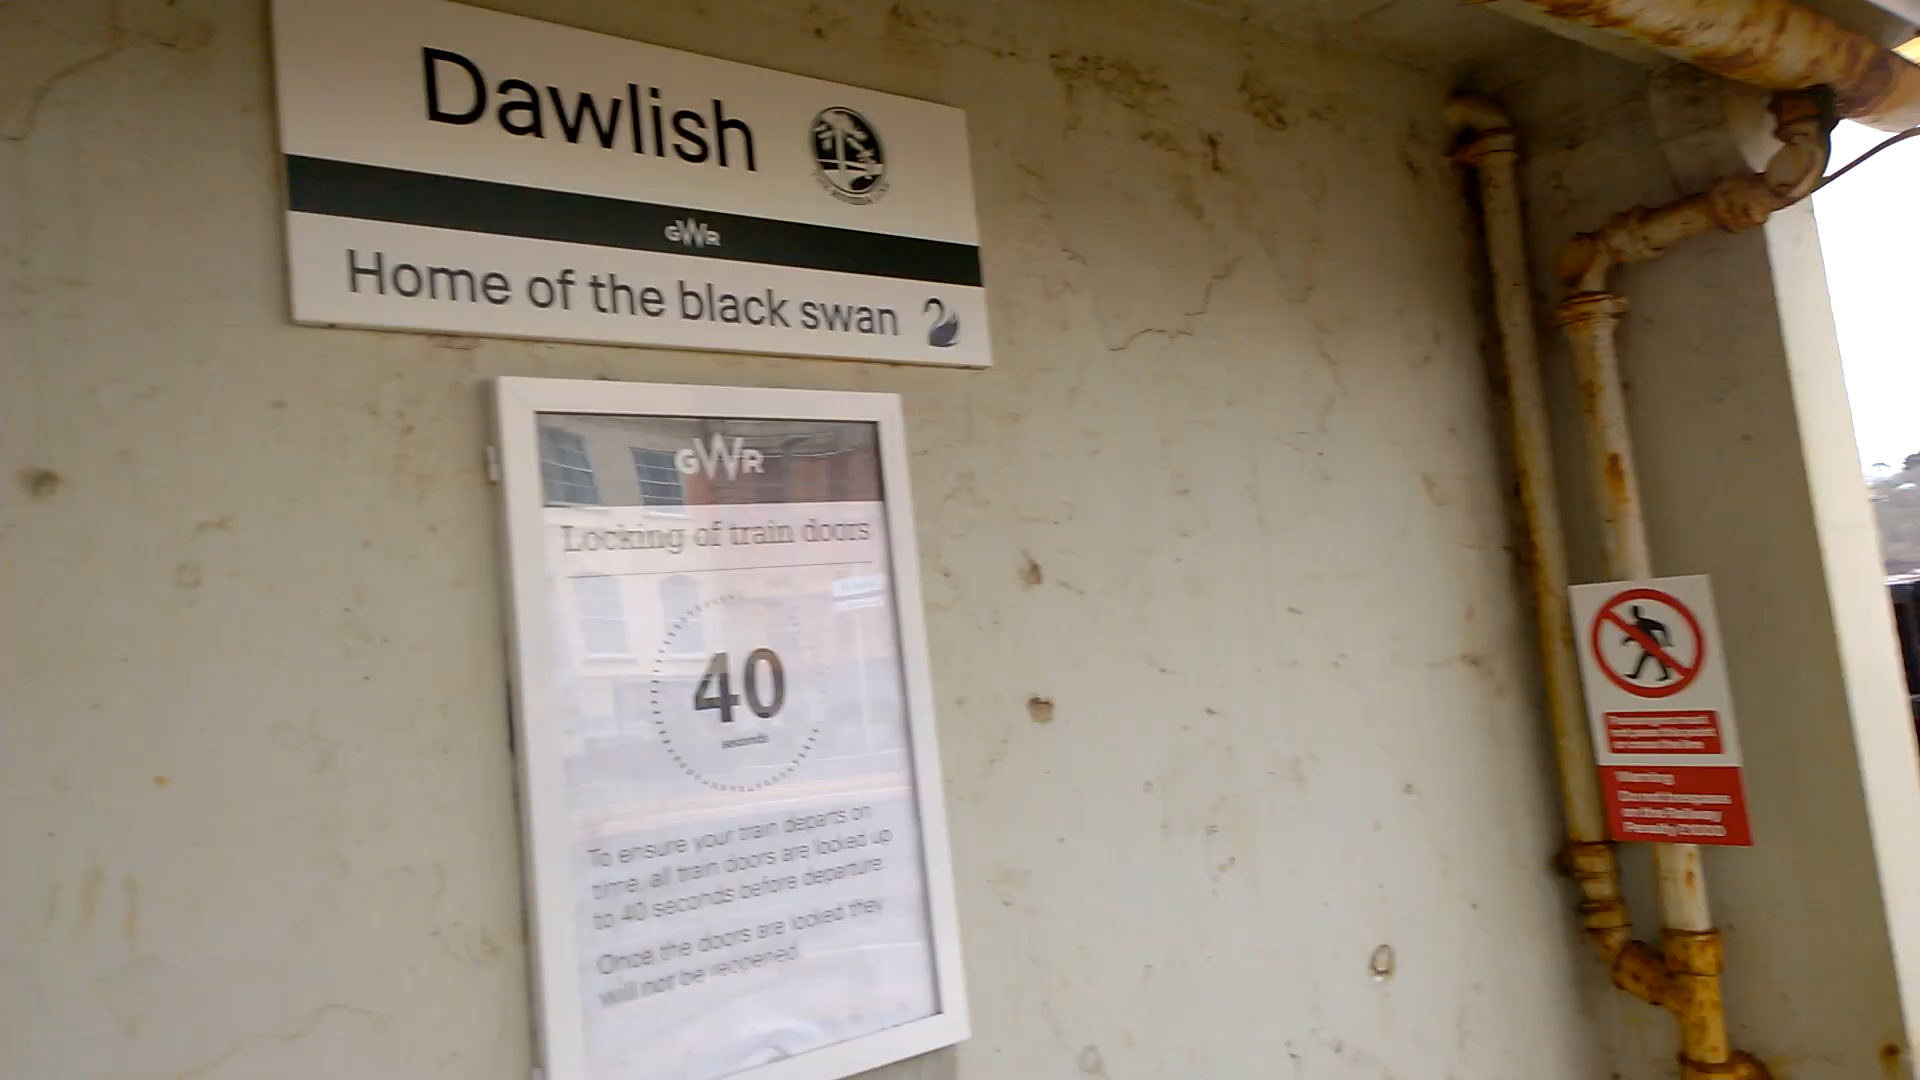 Dawlish
GWR
Home of the black swan
GWR
Locking of train doors
40
seconds
To ensure your train departs on
time, all train doors are locked up
to 40 seconds before departure.
Once the doors are locked they
will not be reopened
Warning